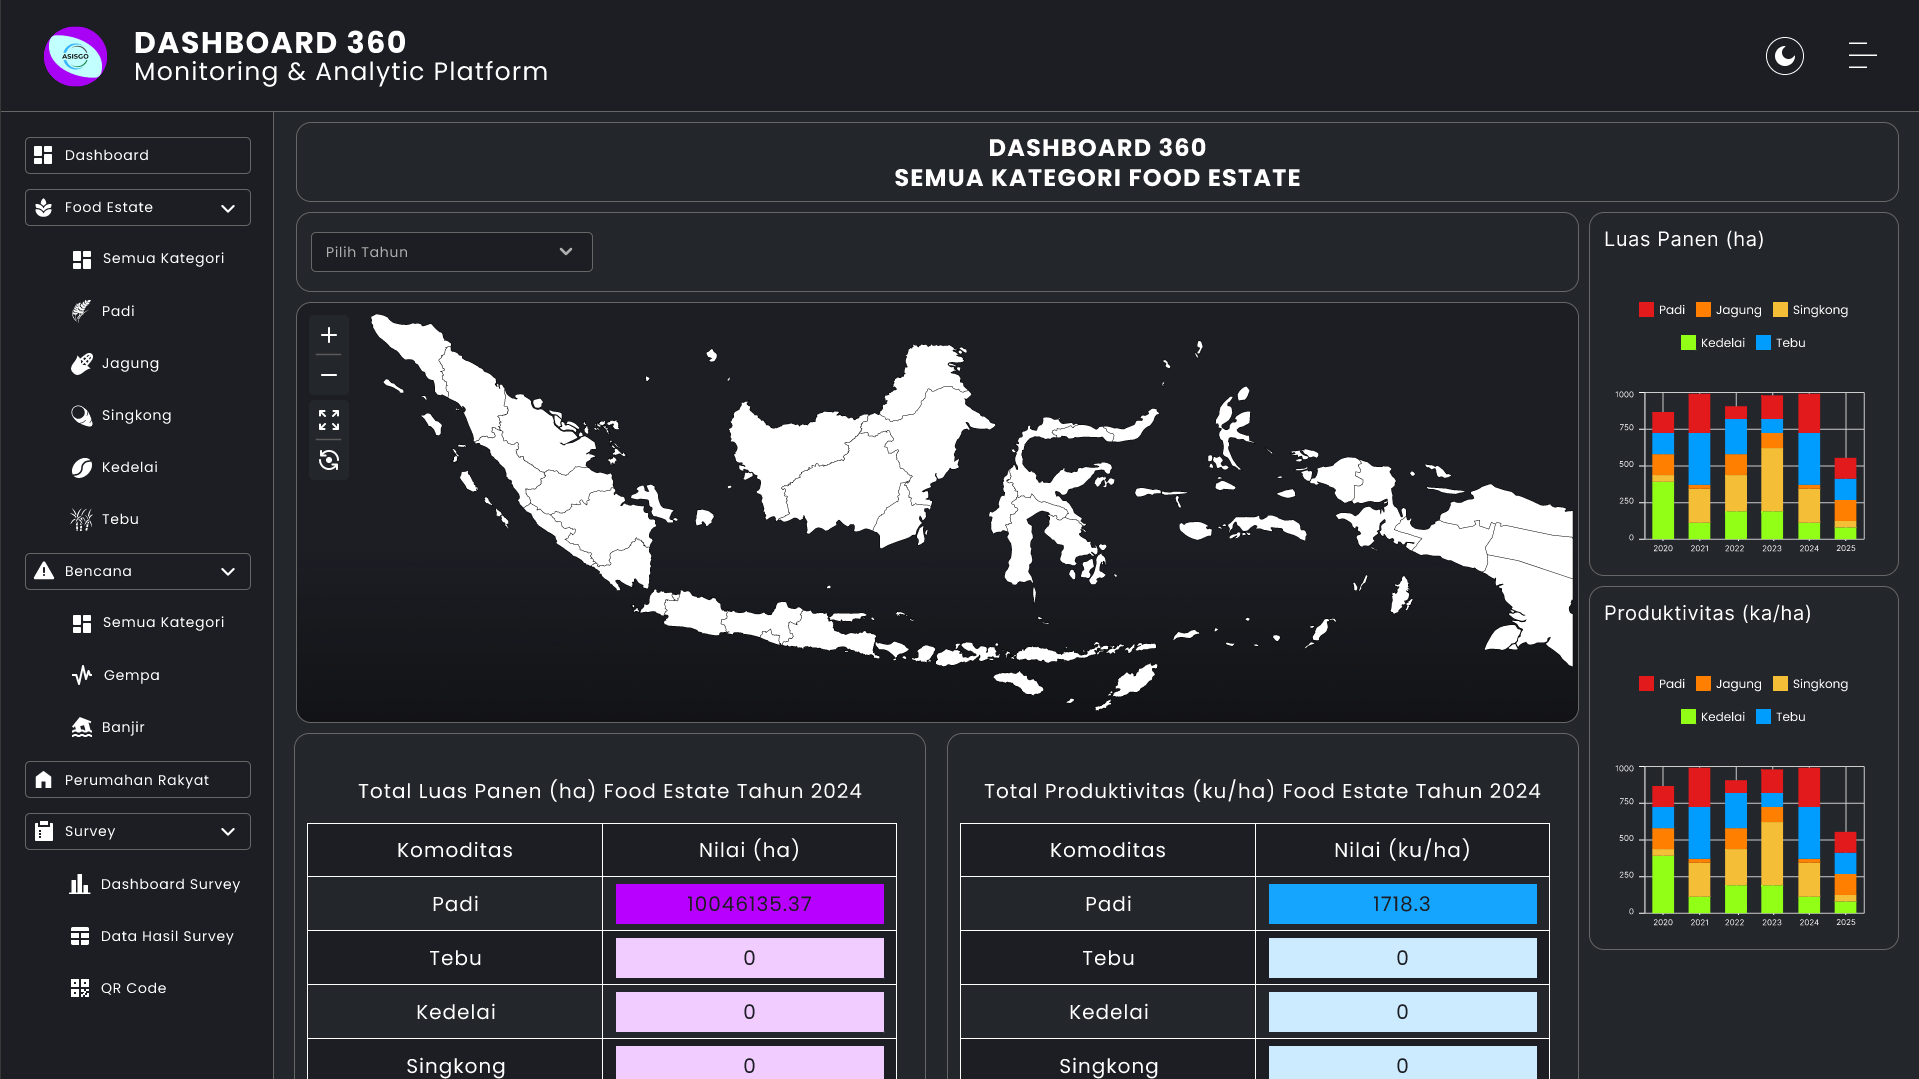 ASISGO
DASHBOARD 360
Monitoring & Analytic Platform
Dashboard
Food Estate
Semua Kategori
Padi
Jagung
Singkong
Kedelai
Tebu
Bencana
Semua Kategori
Gempa
Banjir
Perumahan Rakyat
Survey
Dashboard Survey
Data Hasil Survey
QR Code
DASHBOARD 360
SEMUA KATEGORI FOOD ESTATE
Pilih Tahun
Total Luas Panen (ha) Food Estate Tahun 2024
Komoditas Nilai (ha)
Padi 10046135.37
Tebu 0
Kedelai 0
Singkong 0
Total Produktivitas (ku/ha) Food Estate Tahun 2024
Komoditas Nilai (ku/ha)
Padi 1718.3
Tebu 0
Kedelai 0
Singkong 0
Luas Panen (ha)
Padi Jagung Singkong
Kedelai Tebu
1000
750
500
250
0
2020 2021 2022 2023 2024 2025
Produktivitas (ka/ha)
Padi Jagung Singkong
Kedelai Tebu
1000
750
500
250
0
2020 2021 2022 2023 2024 2025